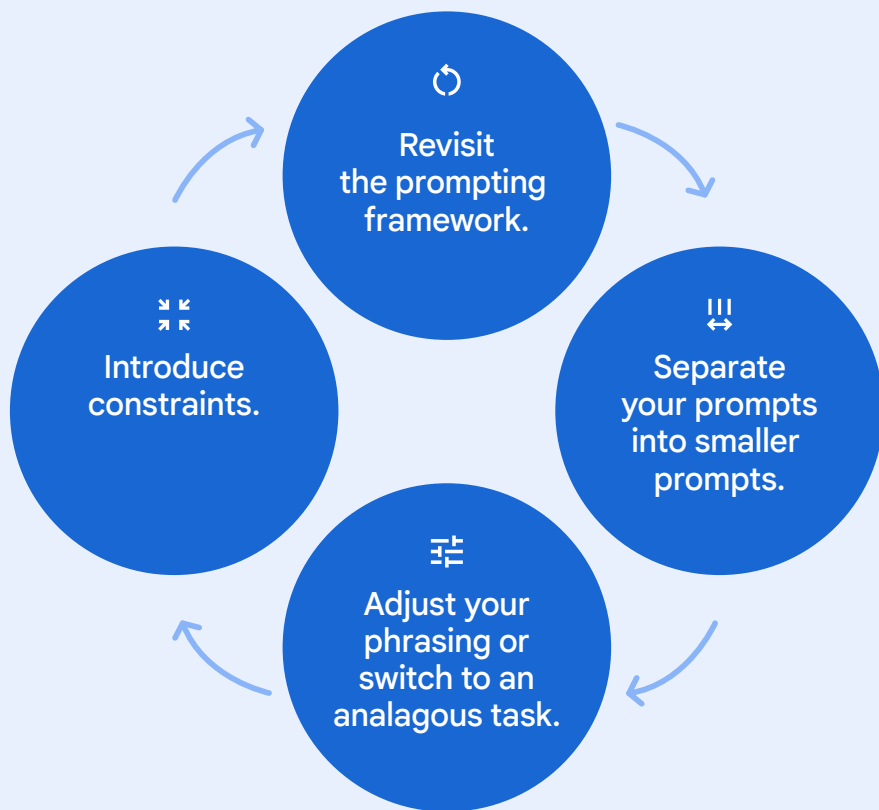 Revisit
the prompting
framework.
Separate
your prompts
into smaller
prompts.
Adjust your
phrasing or
switch to an
analagous task.
Introduce
constraints.